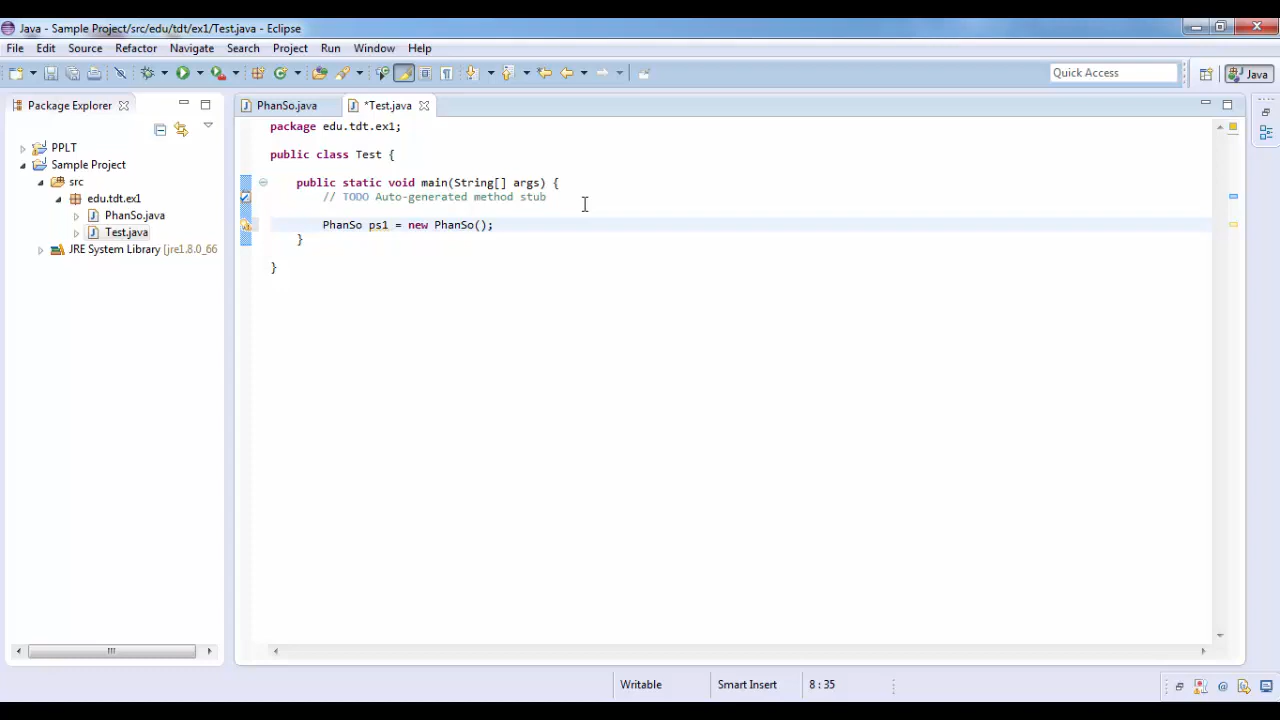 Java - Sample Project/src/edu/tdt/ex1/Test.java - Eclipse
File Edit Source Refactor Navigate Search Project Run Window Help
Quick Access
Java
Package Explorer
PPLT
Sample Project
src
edu.tdt.ex1
PhanSo.java
Test.java
JRE System Library [jre1.8.0_66
PhanSo.java *Test.java
package edu.tdt.ex1;
public class Test {
public static void main(String[] args) {
// TODO Auto-generated method stub
PhanSo ps1 = new PhanSo();
}
}
Writable Smart Insert 8 : 35